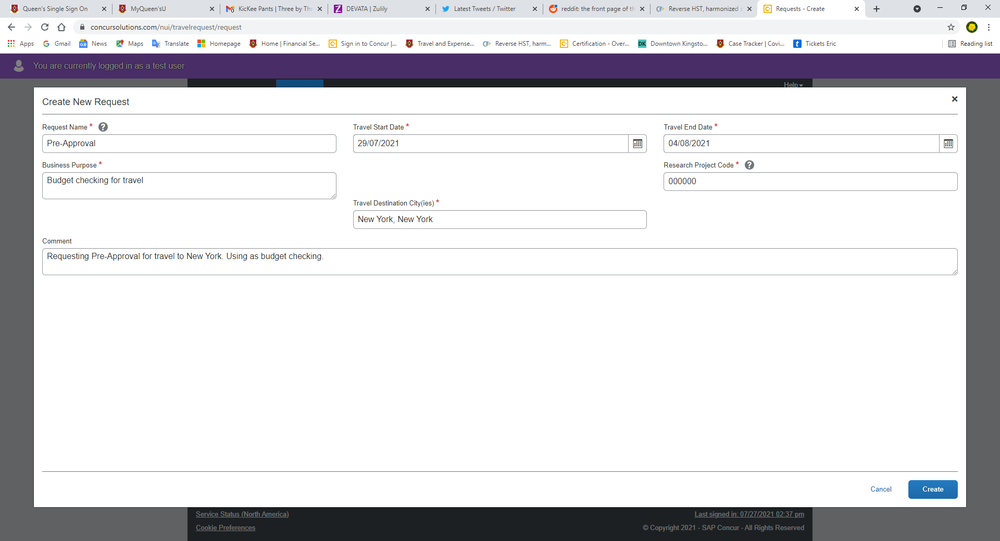 Queen's Single Sign On
MyQueen'sU
KicKee Pants | Three by Thr
DEVATA | Zulily
Latest Tweets / Twitter
reddit: the front page of th
Reverse HST, harmonized s
Requests - Create
concursolutions.com/nui/travelrequest/request
Apps
Gmail
News
Maps
Translate
Homepage
Home | Financial Se...
Sign in to Concur |...
Travel and Expense...
Reverse HST, harm...
Certification - Over...
DK Downtown Kingsto...
Case Tracker | Covi...
t Tickets Eric
Reading list
You are currently logged in as a test user
Help
Create New Request
Request Name * ?
Pre-Approval
Travel Start Date *
29/07/2021
Travel End Date *
04/08/2021
Business Purpose *
Budget checking for travel
Research Project Code * ?
000000
Travel Destination City(ies) *
New York, New York
Comment
Requesting Pre-Approval for travel to New York. Using as budget checking.
Cancel
Create
Service Status (North America)
Last signed in: 07/27/2021 02:37 pm
Cookie Preferences
© Copyright 2021 - SAP Concur - All Rights Reserved